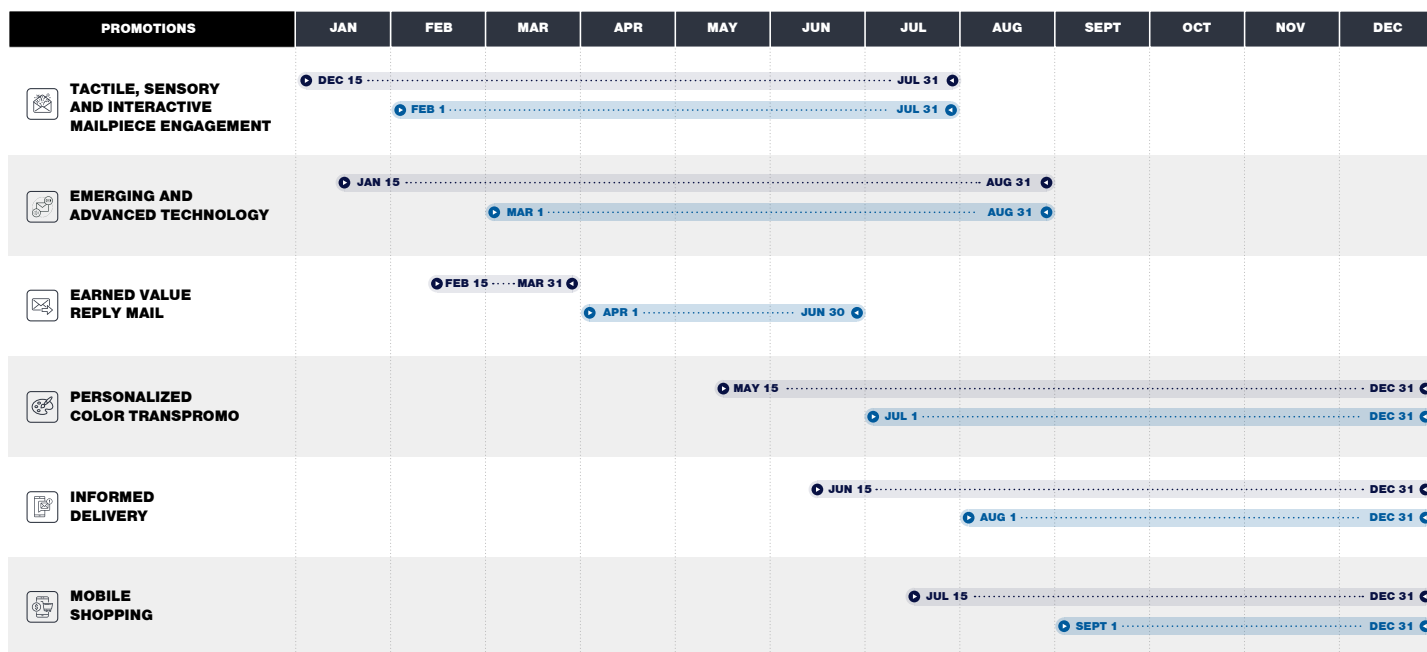 PROMOTIONS JAN FEB MAR APR MAY JUN JUL AUG SEPT OCT NOV DEC
TACTILE, SENSORY
AND INTERACTIVE
MAILPIECE ENGAGEMENT
DEC 15 JUL 31
FEB 1 JUL 31
EMERGING AND
ADVANCED TECHNOLOGY
JAN 15 AUG 31
MAR 1 AUG 31
EARNED VALUE
REPLY MAIL
FEB 15 MAR 31
APR 1 JUN 30
PERSONALIZED
COLOR TRANSPROMO
MAY 15 DEC 31
JUL 1 DEC 31
INFORMED
DELIVERY
JUN 15 DEC 31
AUG 1 DEC 31
MOBILE
SHOPPING
JUL 15 DEC 31
SEPT 1 DEC 31